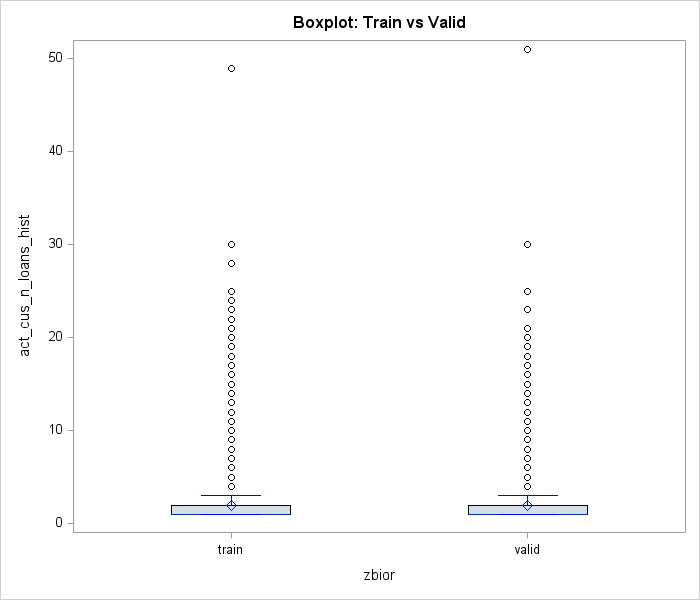 Boxplot: Train vs Valid
50
40
30
20
10
0
act_cus_n_loans_hist
train
valid
zbior